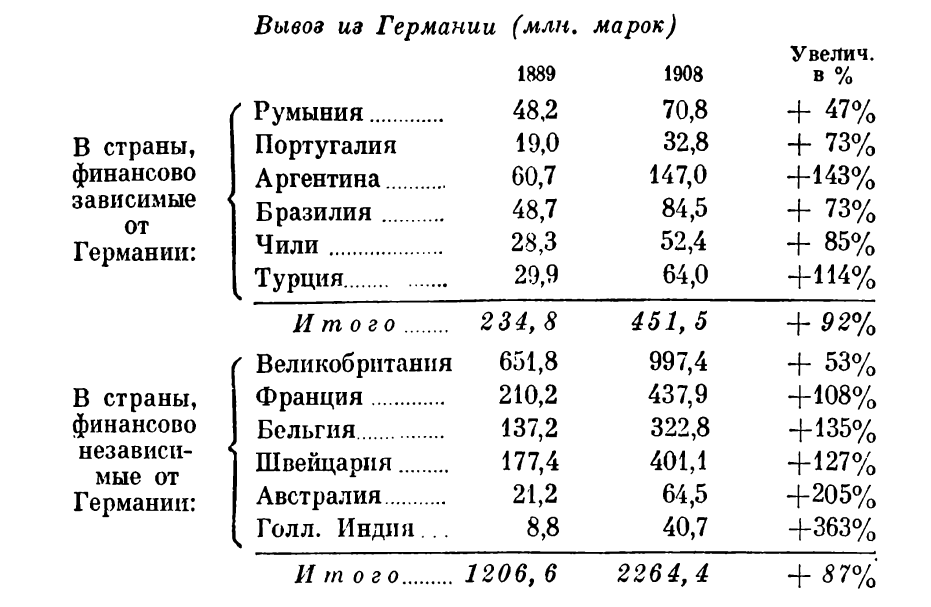 Вывоз из Германии (млн. марок)
1889 1908 Увелич. в %
В страны, финансово зависимые от Германии:
Румыния ............ 48,2 70,8 + 47%
Португалия 19,0 32,8 + 73%
Аргентина .......... 60,7 147,0 +143%
Бразилия .......... 48,7 84,5 + 73%
Чили ................... 28,3 52,4 + 85%
Турция........ ...... 29,9 64,0 +114%
Итого ....... 234,8 451,5 + 92%
В страны, финансово независи-мые от Германии:
Великобритания 651,8 997,4 + 53%
Франция ............ 210,2 437,9 +108%
Бельгия.............. 137,2 322,8 +135%
Швейцария ........ 177,4 401,1 +127%
Австралия .......... 21,2 64,5 +205%
Голл. Индия ... 8,8 40,7 +363%
Итого......... 1206,6 2264,4 + 87%